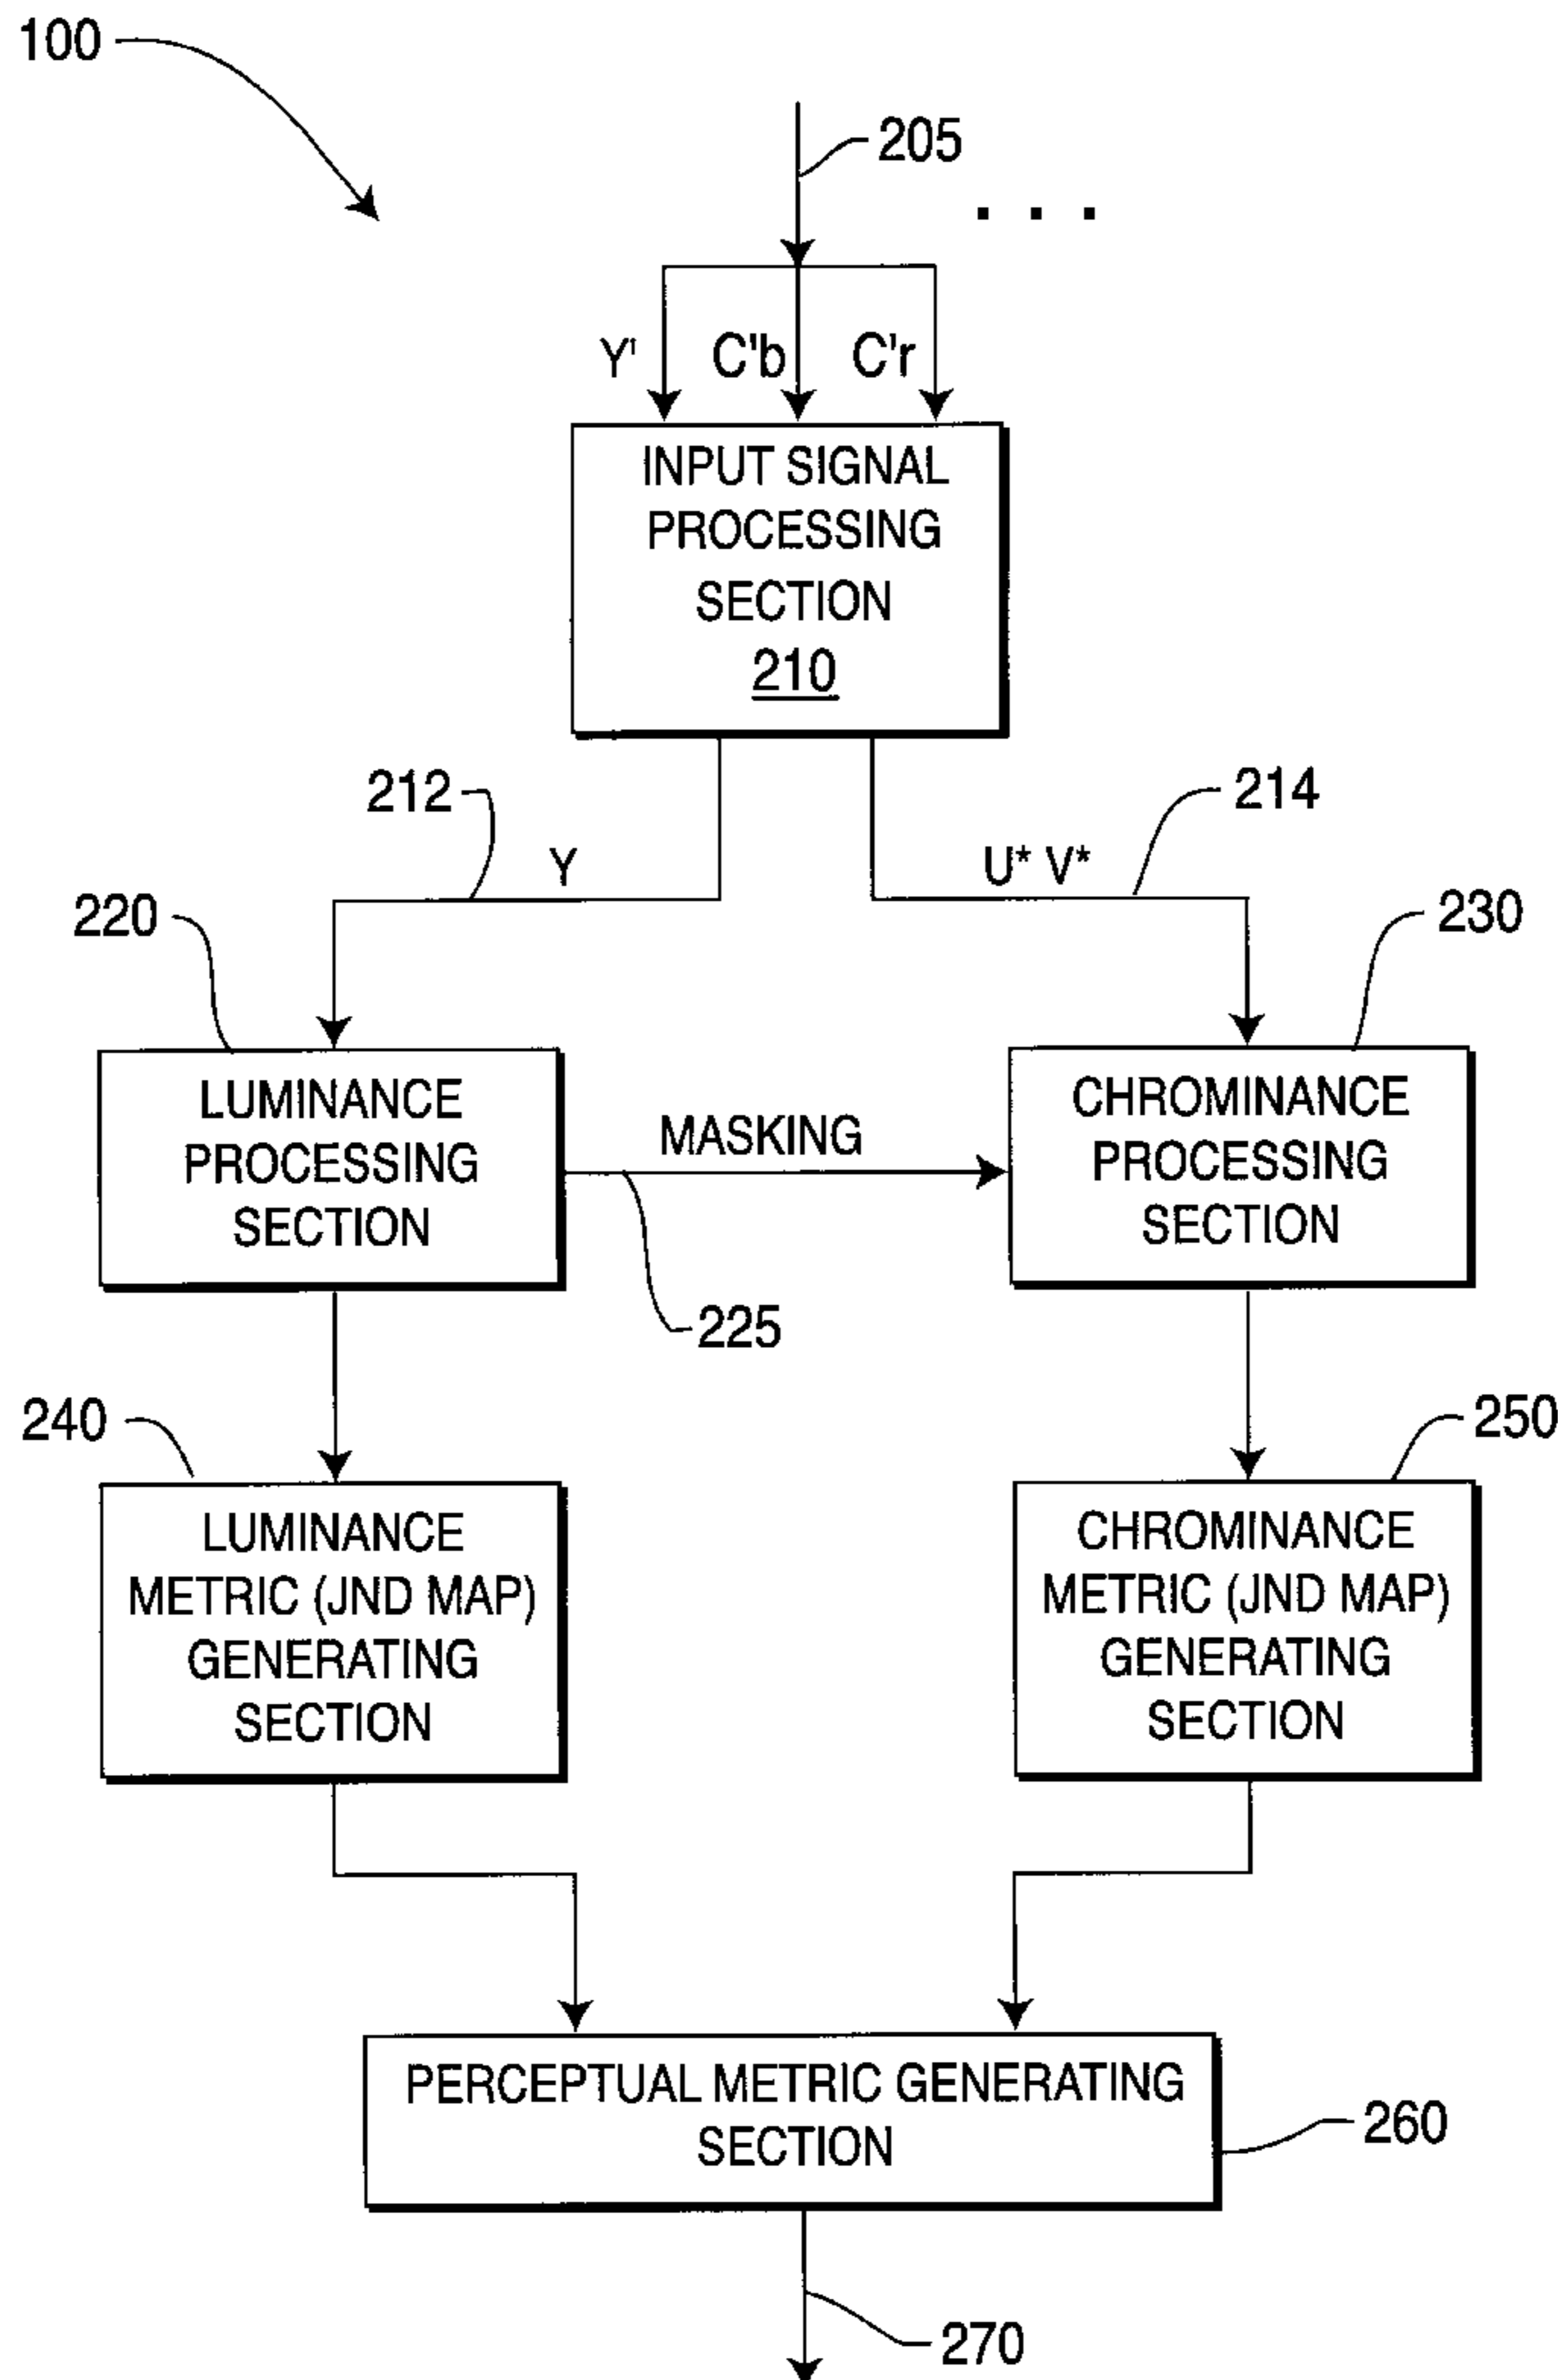 100
205
. . .
Y' C'b C'r
INPUT SIGNAL
PROCESSING
SECTION
210
212
214
Y
U* V*
220
230
LUMINANCE
PROCESSING
SECTION
MASKING
CHROMINANCE
PROCESSING
SECTION
225
240
250
LUMINANCE
METRIC (JND MAP)
GENERATING
SECTION
CHROMINANCE
METRIC (JND MAP)
GENERATING
SECTION
PERCEPTUAL METRIC GENERATING
SECTION
260
270